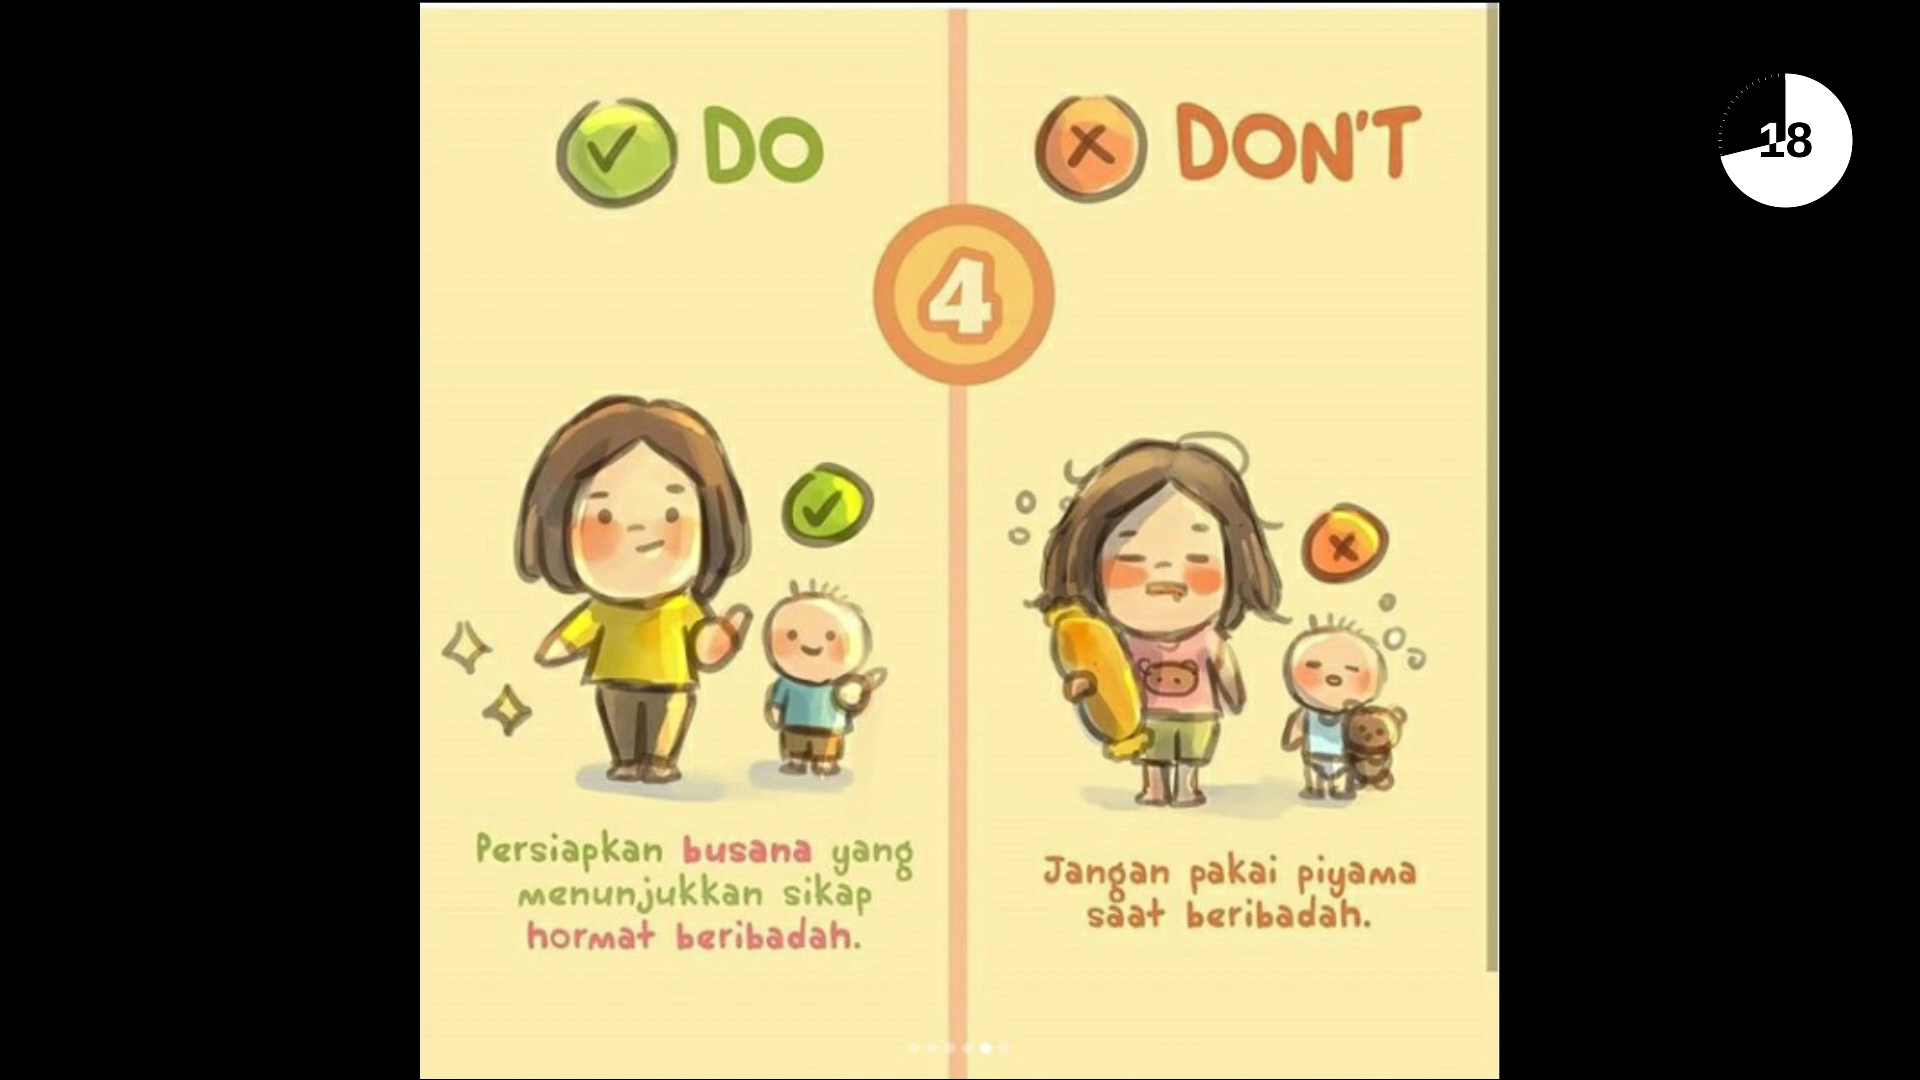 DO
DON'T
18
4
Persiapkan busana yang
menunjukkan sikap
hormat beribadah.
Jangan pakai piyama
saat beribadah.